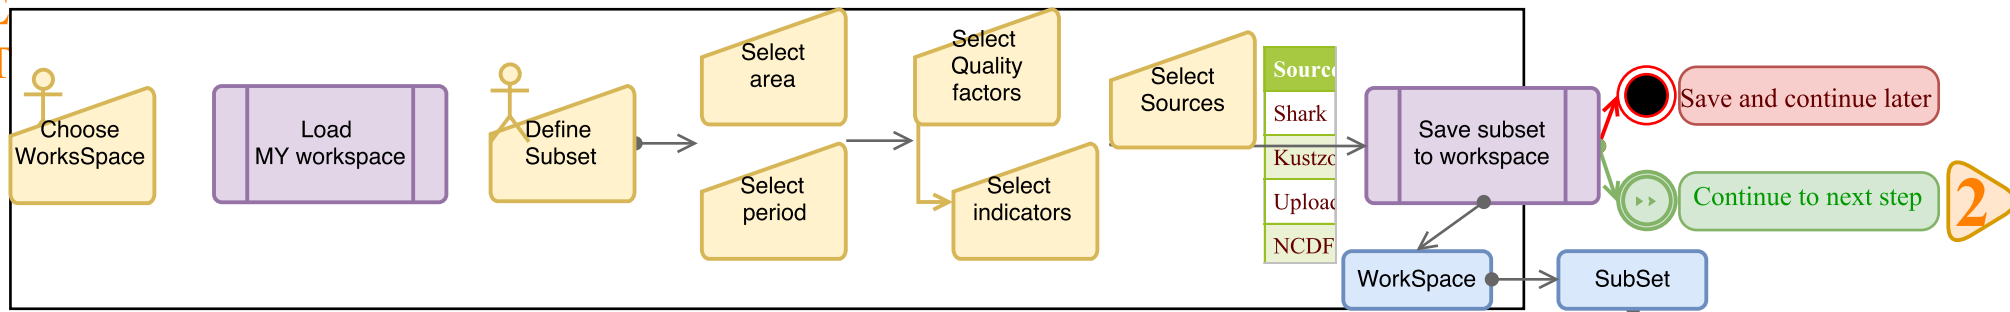 Choose
WorksSpace
Load
MY workspace
Define
Subset
Select
area
Select
period
Select
Quality
factors
Select
indicators
Select
Sources
Shark
NCDF
Save subset
to workspace
WorkSpace
SubSet
Save and continue later
Continue to next step
2